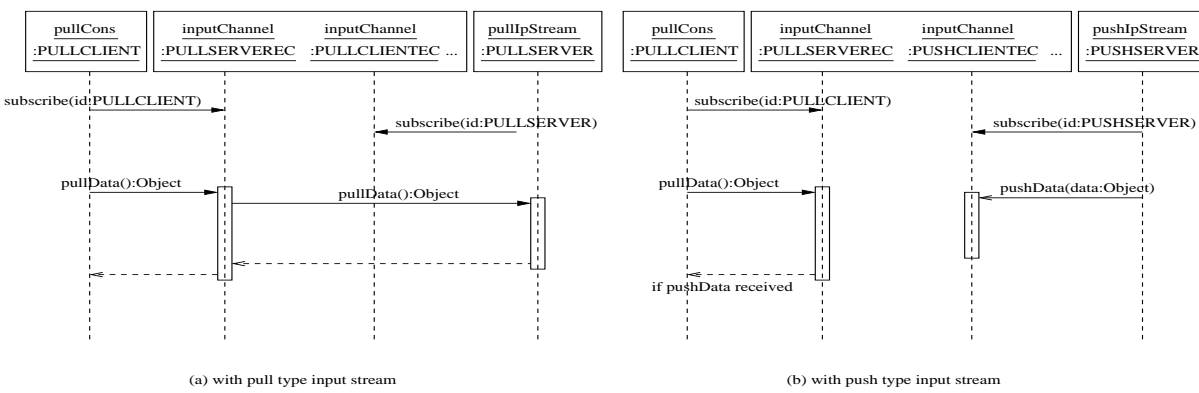 pullCons
:PULLCLIENT
inputChannel
:PULLSERVEREC
inputChannel
:PULLCLIENTEC ...
pullIpStream
:PULLSERVER
subscribe(id:PULLCLIENT)
subscribe(id:PULLSERVER)
pullData():Object
pullData():Object
(a) with pull type input stream
pullCons
:PULLCLIENT
inputChannel
:PULLSERVEREC
inputChannel
:PUSHCLIENTEC ...
pushIpStream
:PUSHSERVER
subscribe(id:PULLCLIENT)
subscribe(id:PUSHSERVER)
pullData():Object
pushData(data:Object)
if pushData received
(b) with push type input stream